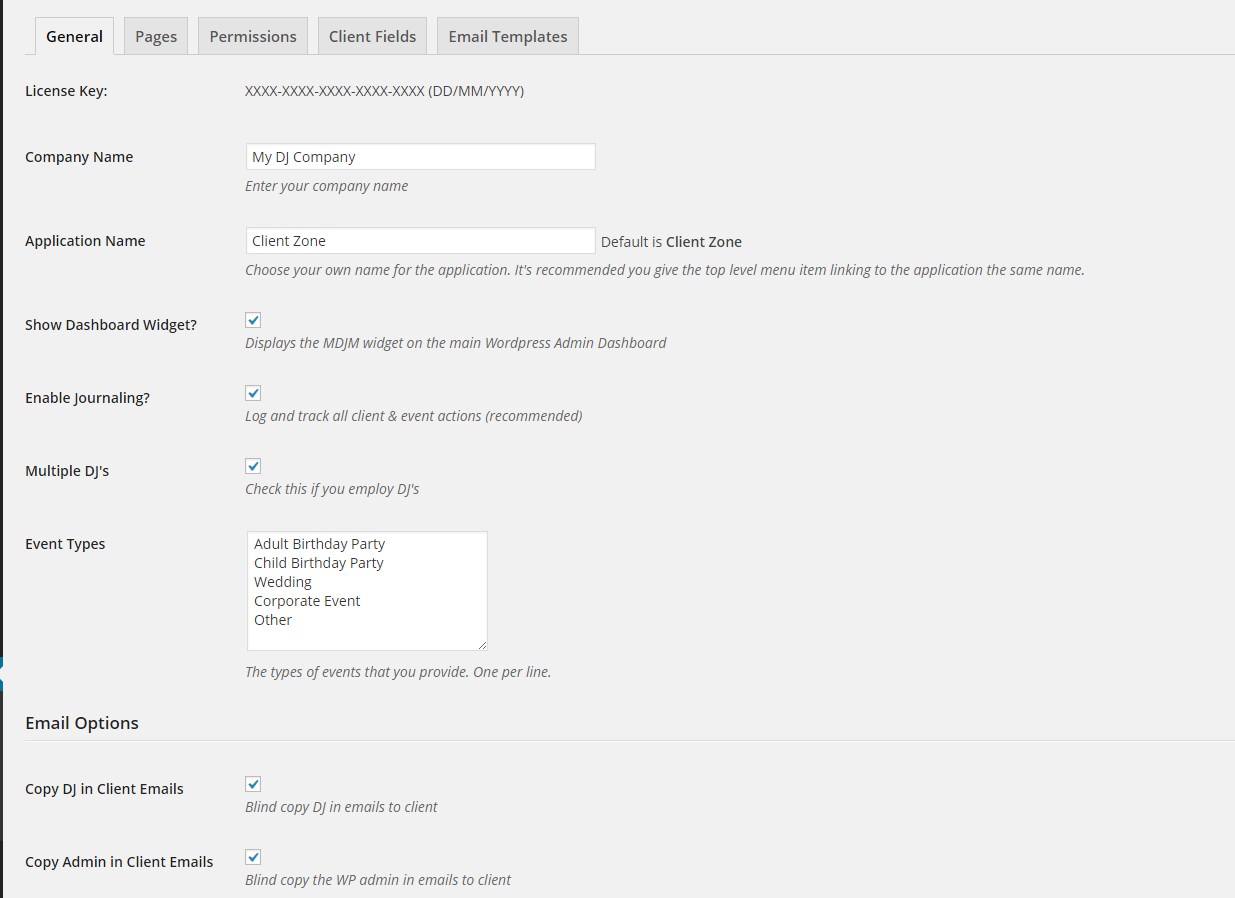 General Pages Permissions Client Fields Email Templates
License Key: XXXX-XXXX-XXXX-XXXX-XXXX (DD/MM/YYYY)
Company Name My DJ Company
Enter your company name
Application Name Client Zone Default is Client Zone
Choose your own name for the application. It's recommended you give the top level menu item linking to the application the same name.
Show Dashboard Widget?
Displays the MDJM widget on the main Wordpress Admin Dashboard
Enable Journaling?
Log and track all client & event actions (recommended)
Multiple DJ's
Check this if you employ DJ's
Event Types Adult Birthday Party
Child Birthday Party
Wedding
Corporate Event
Other
The types of events that you provide. One per line.
Email Options
Copy DJ in Client Emails
Blind copy DJ in emails to client
Copy Admin in Client Emails
Blind copy the WP admin in emails to client